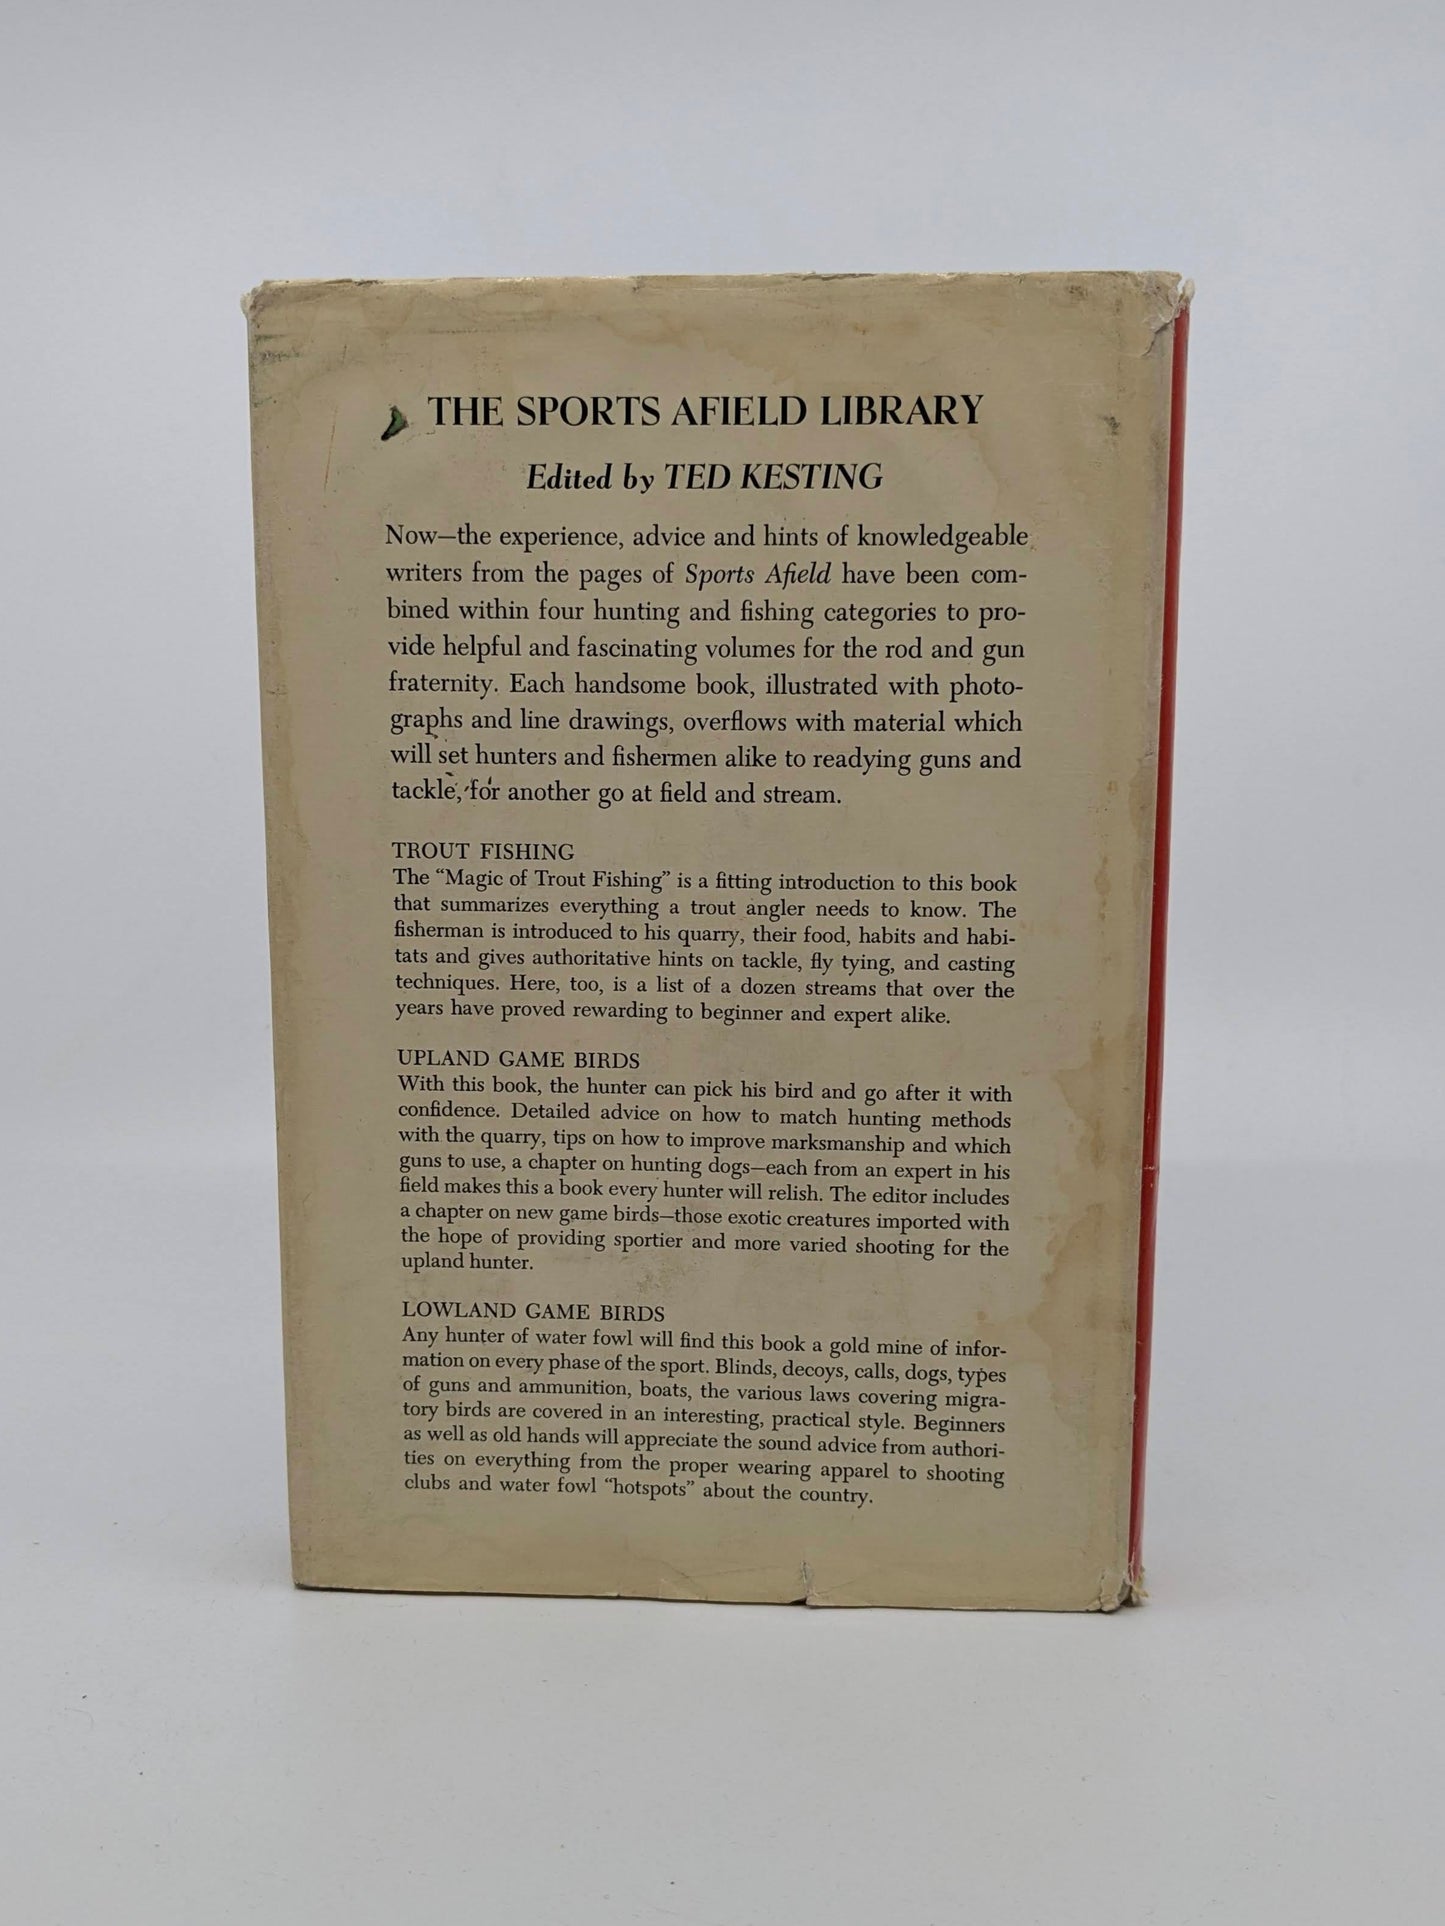 THE SPORTS AFIELD LIBRARY
Edited by TED KESTING
Now—the experience, advice and hints of knowledgeable
writers from the pages of Sports Afield have been com-
bined within four hunting and fishing categories to pro-
vide helpful and fascinating volumes for the rod and gun
fraternity. Each handsome book, illustrated with photo-
graphs and line drawings, overflows with material which
will set hunters and fishermen alike to readying guns and
tackle, for another go at field and stream.
TROUT FISHING
The “Magic of Trout Fishing” is a fitting introduction to this book
that summarizes everything a trout angler needs to know. The
fisherman is introduced to his quarry, their food, habits and habi-
tats and gives authoritative hints on tackle, fly tying, and casting
techniques. Here, too, is a list of a dozen streams that over the
years have proved rewarding to beginner and expert alike.
UPLAND GAME BIRDS
With this book, the hunter can pick his bird and go after it with
confidence. Detailed advice on how to match hunting methods
with the quarry, tips on how to improve marksmanship and which
guns to use, a chapter on hunting dogs—each from an expert in his
field makes this a book every hunter will relish. The editor includes
a chapter on new game birds—those exotic creatures imported with
the hope of providing sportier and more varied shooting for the
upland hunter.
LOWLAND GAME BIRDS
Any hunter of water fowl will find this book a gold mine of infor-
mation on every phase of the sport. Blinds, decoys, calls, dogs, types
of guns and ammunition, boats, the various laws covering migra-
tory birds are covered in an interesting, practical style. Beginners
as well as old hands will appreciate the sound advice from authori-
ties on everything from the proper wearing apparel to shooting
clubs and water fowl “hotspots” about the country.